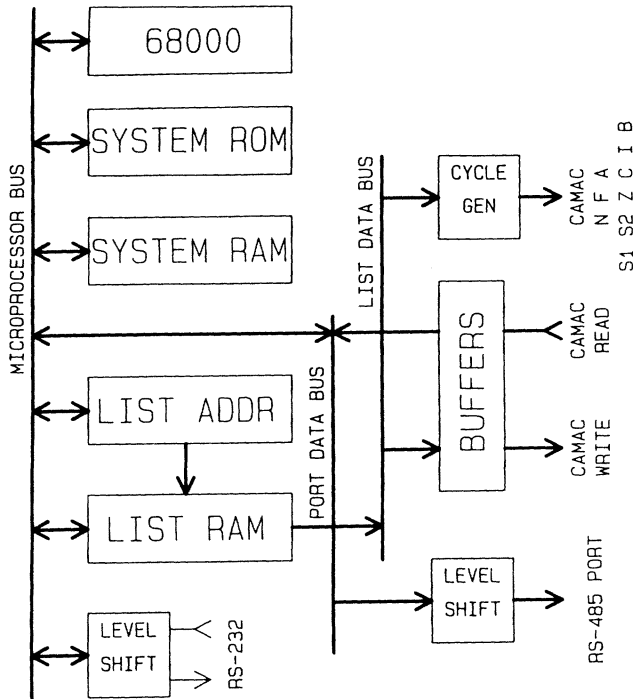 MICROPROCESSOR BUS
68000
SYSTEM ROM
SYSTEM RAM
LIST ADDR
LIST RAM
LEVEL
SHIFT
RS-232
PORT DATA BUS
LIST DATA BUS
CYCLE
GEN
BUFFERS
LEVEL
SHIFT
CAMAC
N F A
S1 S2 Z C I B
CAMAC
READ
CAMAC
WRITE
RS-485 PORT